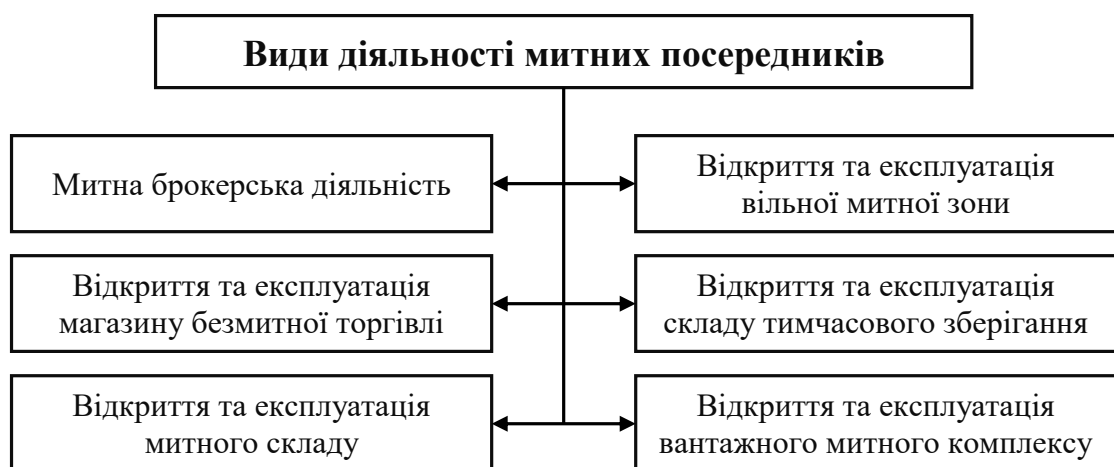 Види діяльності митних посередників
Митна брокерська діяльність
Відкриття та експлуатація
вільної митної зони
Відкриття та експлуатація
магазину безмитної торгівлі
Відкриття та експлуатація
складу тимчасового зберігання
Відкриття та експлуатація
митного складу
Відкриття та експлуатація
вантажного митного комплексу